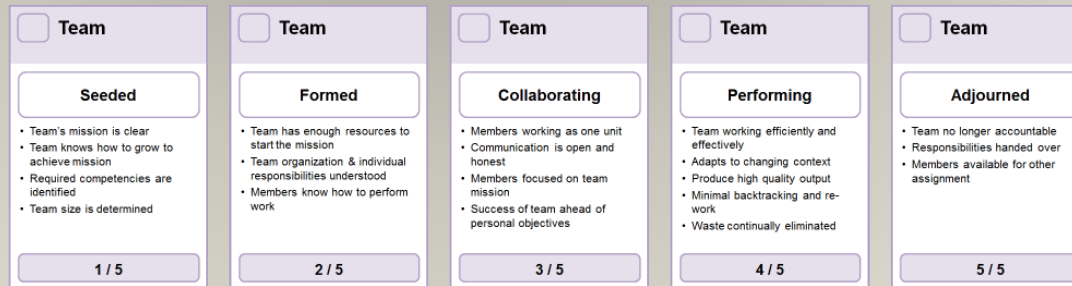 Team
Seeded
• Team's mission is clear
• Team knows how to grow to
achieve mission
• Required competencies are
identified
• Team size is determined
1 / 5
Team
Formed
• Team has enough resources to
start the mission
• Team organization & individual
responsibilities understood
• Members know how to perform
work
2 / 5
Team
Collaborating
• Members working as one unit
• Communication is open and
honest
• Members focused on team
mission
• Success of team ahead of
personal objectives
3 / 5
Team
Performing
• Team working efficiently and
effectively
• Adapts to changing context
• Produce high quality output
• Minimal backtracking and re-
work
• Waste continually eliminated
4 / 5
Team
Adjourned
• Team no longer accountable
• Responsibilities handed over
• Members available for other
assignment
5 / 5